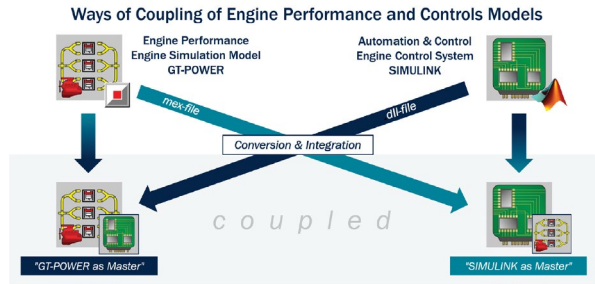 Ways of Coupling of Engine Performance and Controls Models
Engine Performance
Engine Simulation Model
GT-POWER
Automation & Control
Engine Control System
SIMULINK
mex-file
dll-file
Conversion & Integration
coupled
"GT-POWER as Master"
"SIMULINK as Master"